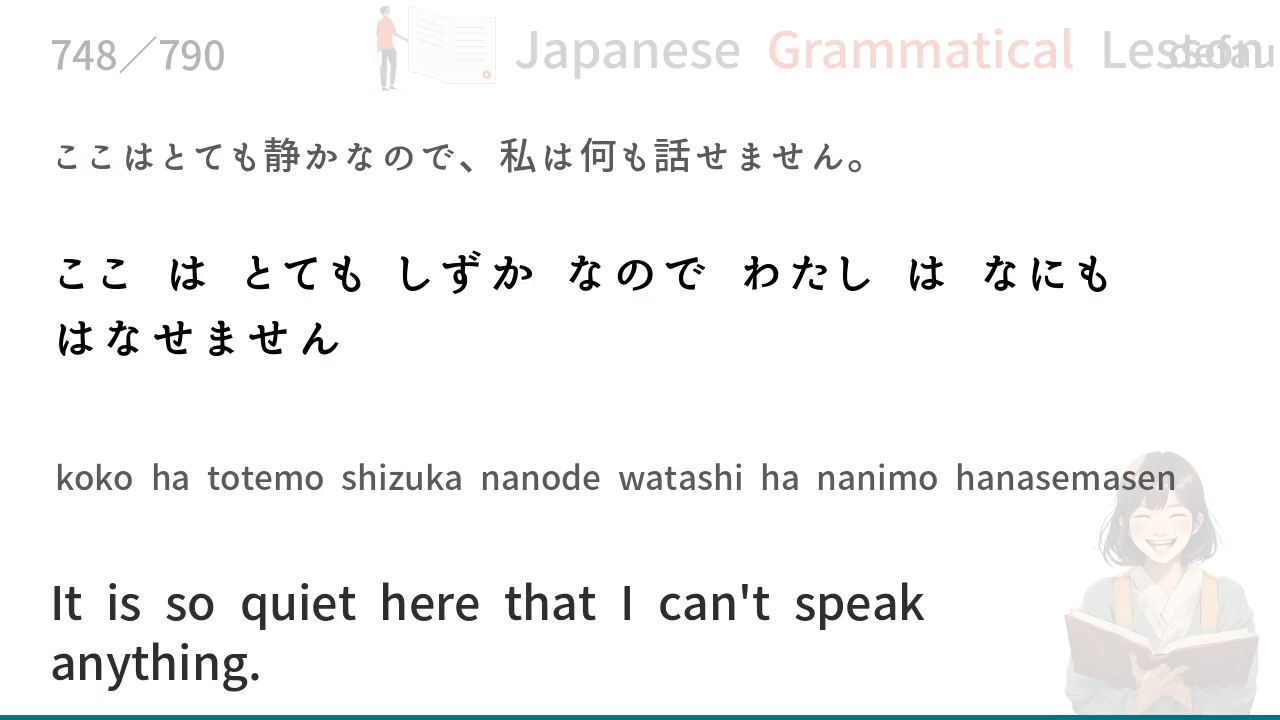 748／790
Japanese Grammatical Lesson
defau
ここはとても静かなので、私は何も話せません。
ここ は とても しずか なので わたし は なにも
はなせません
koko ha totemo shizuka nanode watashi ha nanimo hanasemasen
It is so quiet here that I can't speak
anything.